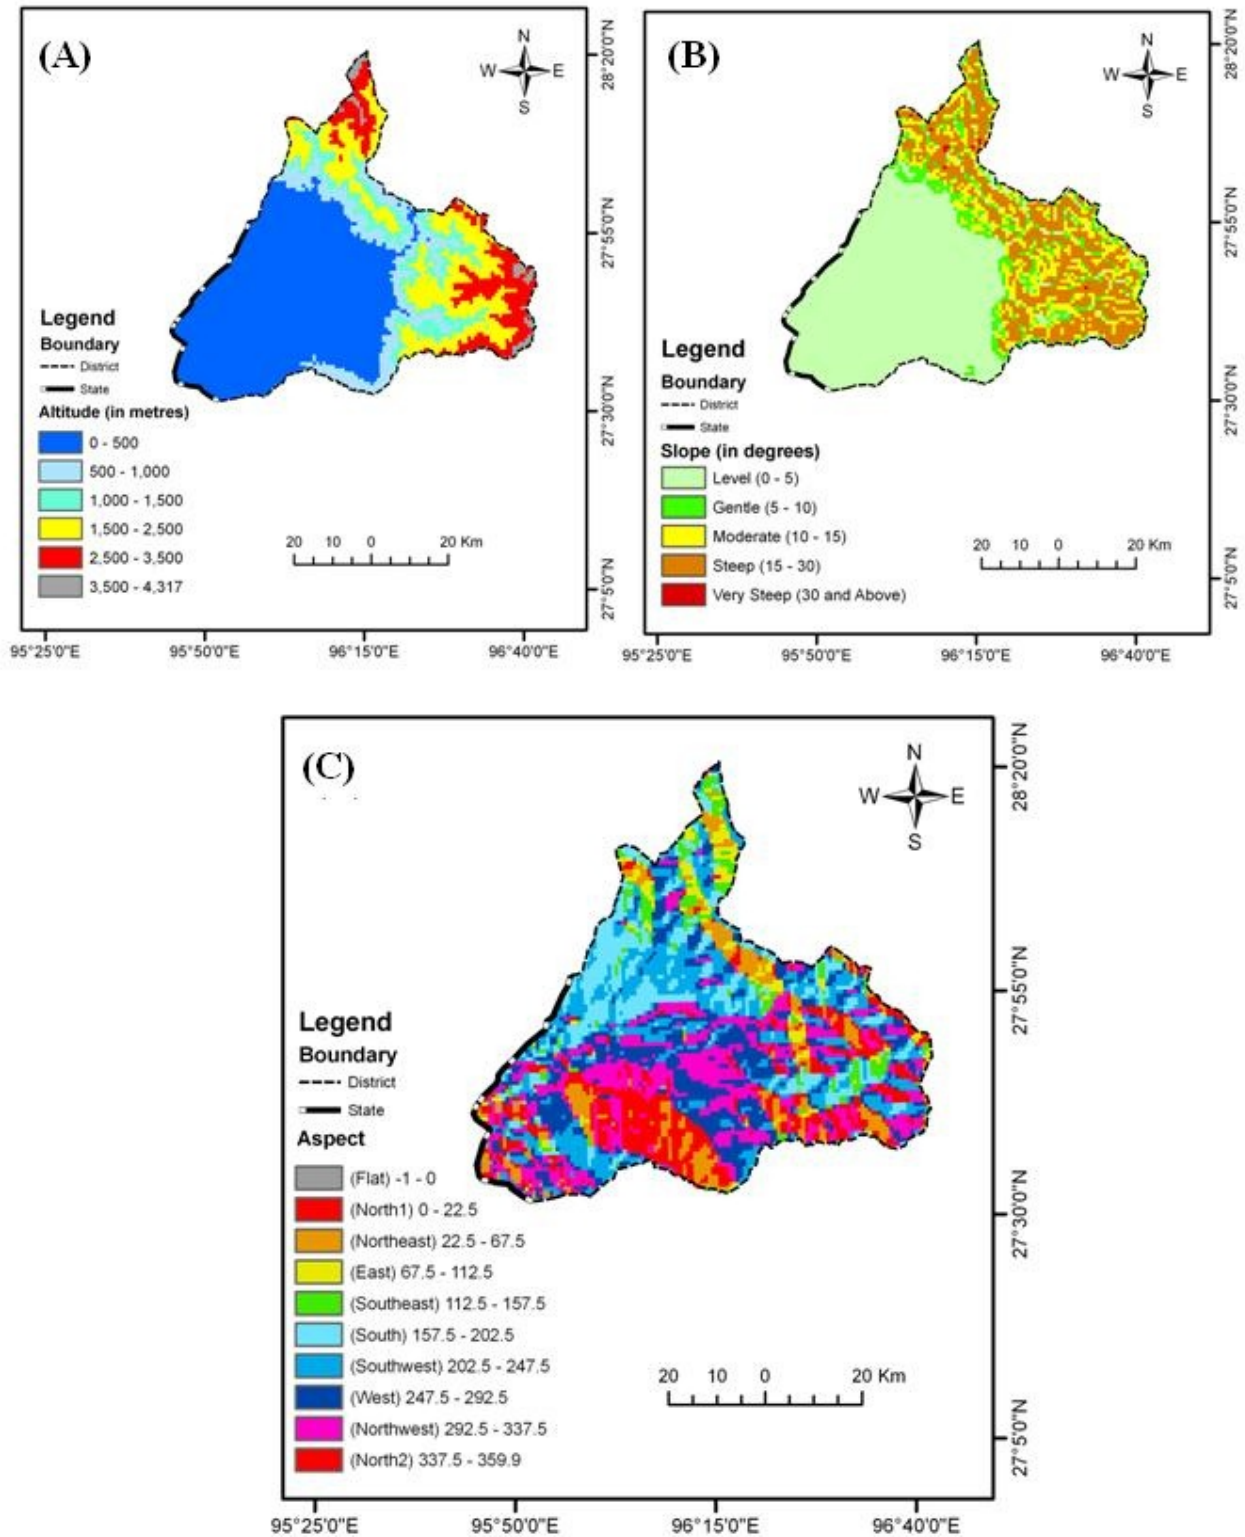 (A)
N
W E
S
28°20'0"N
27°55'0"N
27°30'0"N
27°5'0"N
Legend
Boundary
District
State
Altitude (in metres)
0 - 500
500 - 1,000
1,000 - 1,500
1,500 - 2,500
2,500 - 3,500
3,500 - 4,317
20 10 0 20 Km
95°25'0"E 95°50'0"E 96°15'0"E 96°40'0"E
(B)
N
W E
S
28°20'0"N
27°55'0"N
27°30'0"N
27°5'0"N
Legend
Boundary
District
State
Slope (in degrees)
Level (0 - 5)
Gentle (5 - 10)
Moderate (10 - 15)
Steep (15 - 30)
Very Steep (30 and Above)
20 10 0 20 Km
95°25'0"E 95°50'0"E 96°15'0"E 96°40'0"E
(C)
N
W E
S
28°20'0"N
27°55'0"N
27°30'0"N
27°5'0"N
Legend
Boundary
District
State
Aspect
(Flat) -1 - 0
(North1) 0 - 22.5
(Northeast) 22.5 - 67.5
(East) 67.5 - 112.5
(Southeast) 112.5 - 157.5
(South) 157.5 - 202.5
(Southwest) 202.5 - 247.5
(West) 247.5 - 292.5
(Northwest) 292.5 - 337.5
(North2) 337.5 - 359.9
20 10 0 20 Km
95°25'0"E 95°50'0"E 96°15'0"E 96°40'0"E